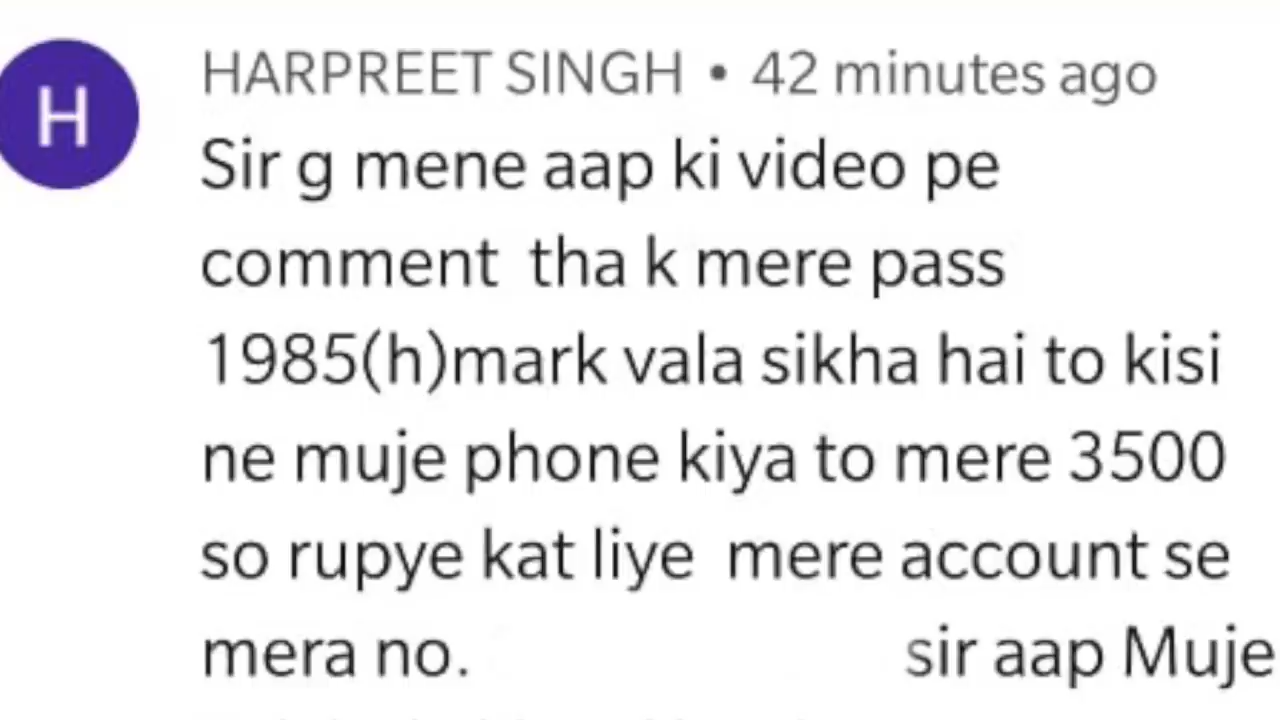 H
HARPREET SINGH • 42 minutes ago
Sir g mene aap ki video pe
comment tha k mere pass
1985(h)mark vala sikha hai to kisi
ne muje phone kiya to mere 3500
so rupye kat liye mere account se
mera no. sir aap Muje